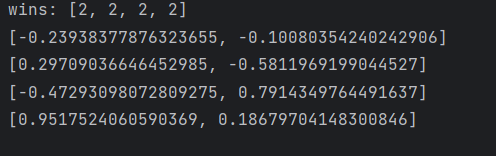 wins: [2, 2, 2, 2]
[-0.23938377876323655, -0.10080354240242906]
[0.29709036646452985, -0.5811969199044527]
[-0.47293098072809275, 0.7914349764491637]
[0.9517524060590369, 0.18679704148300846]